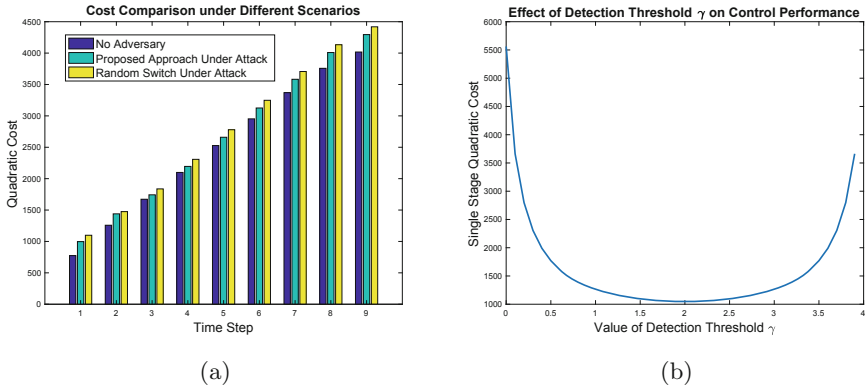 Cost Comparison under Different Scenarios
4500
4000
3500
3000
2500
2000
1500
1000
500
0
Quadratic Cost
No Adversary
Proposed Approach Under Attack
Random Switch Under Attack
1 2 3 4 5 6 7 8 9
Time Step
(a)
Effect of Detection Threshold γ on Control Performance
6000
5500
5000
4500
4000
3500
3000
2500
2000
1500
1000
Single Stage Quadratic Cost
0 0.5 1 1.5 2 2.5 3 3.5 4
Value of Detection Threshold γ
(b)